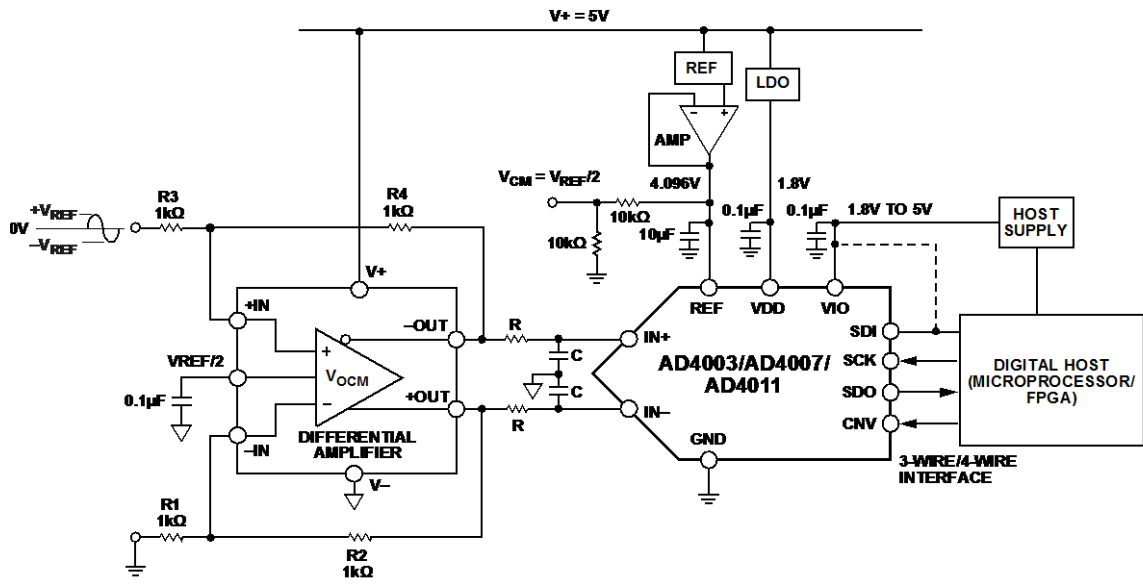 V+ = 5V
REF
LDO
AMP
VCM = VREF/2
4.096V
1.8V
R3
1kΩ
R4
1kΩ
+VREF
0V
−VREF
10kΩ
10kΩ
10µF
0.1µF
0.1µF
1.8V TO 5V
HOST
SUPPLY
V+
+IN
−OUT
R
C
IN+
REF
VDD
VIO
SDI
AD4003/AD4007/
AD4011
SCK
DIGITAL HOST
(MICROPROCESSOR/
FPGA)
VREF/2
+
VOCM
−
0.1µF
+OUT
C
R
IN−
SDO
CNV
−IN
DIFFERENTIAL
AMPLIFIER
V−
GND
3-WIRE/4-WIRE
INTERFACE
R1
1kΩ
R2
1kΩ
− +